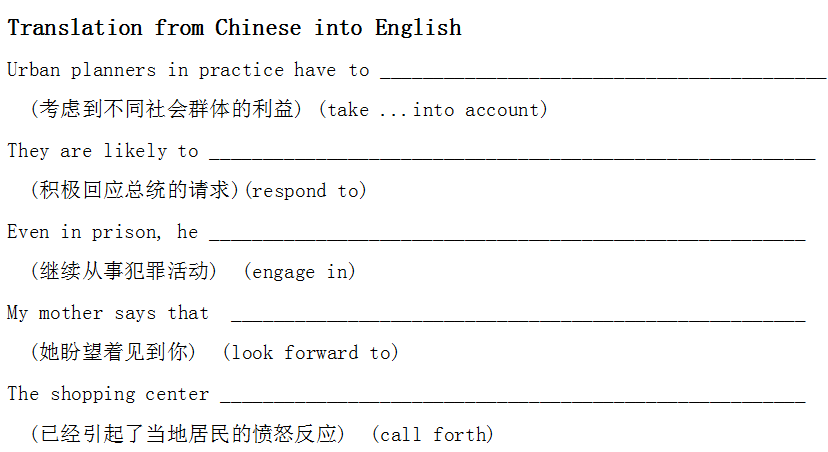 Translation from Chinese into English
Urban planners in practice have to __________________________________________
(考虑到不同社会群体的利益) (take ...into account)
They are likely to _________________________________________________________
(积极回应总统的请求)(respond to)
Even in prison, he ________________________________________________________
(继续从事犯罪活动) (engage in)
My mother says that ______________________________________________________
(她盼望着见到你) (look forward to)
The shopping center _______________________________________________________
(已经引起了当地居民的愤怒反应) (call forth)